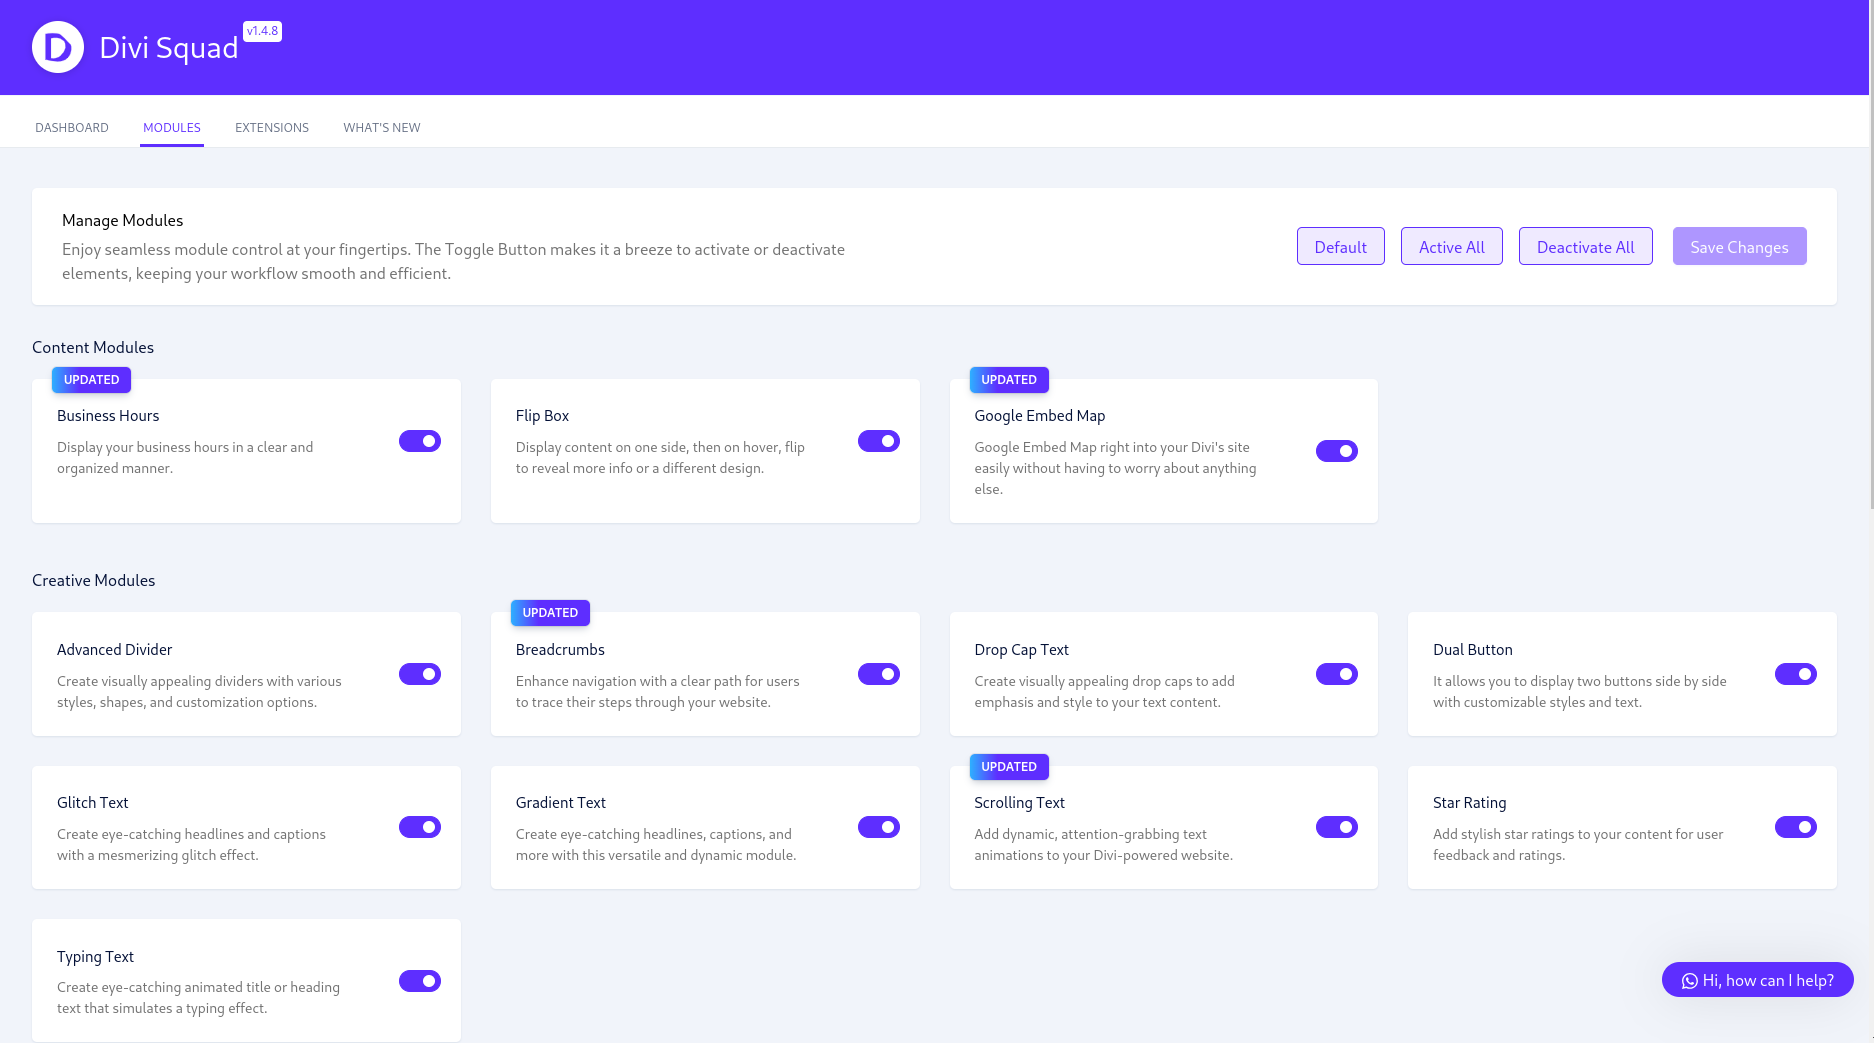 Divi Squad
v1.4.8
DASHBOARD
MODULES
EXTENSIONS
WHAT'S NEW
Manage Modules
Enjoy seamless module control at your fingertips. The Toggle Button makes it a breeze to activate or deactivate
elements, keeping your workflow smooth and efficient.
Default
Active All
Deactivate All
Save Changes
Content Modules
UPDATED
Business Hours
Display your business hours in a clear and
organized manner.
Flip Box
Display content on one side, then on hover, flip
to reveal more info or a different design.
UPDATED
Google Embed Map
Google Embed Map right into your Divi's site
easily without having to worry about anything
else.
Creative Modules
Advanced Divider
Create visually appealing dividers with various
styles, shapes, and customization options.
UPDATED
Breadcrumbs
Enhance navigation with a clear path for users
to trace their steps through your website.
Drop Cap Text
Create visually appealing drop caps to add
emphasis and style to your text content.
Dual Button
It allows you to display two buttons side by side
with customizable styles and text.
Glitch Text
Create eye-catching headlines and captions
with a mesmerizing glitch effect.
Gradient Text
Create eye-catching headlines, captions, and
more with this versatile and dynamic module.
UPDATED
Scrolling Text
Add dynamic, attention-grabbing text
animations to your Divi-powered website.
Star Rating
Add stylish star ratings to your content for user
feedback and ratings.
Typing Text
Create eye-catching animated title or heading
text that simulates a typing effect.
Hi, how can I help?